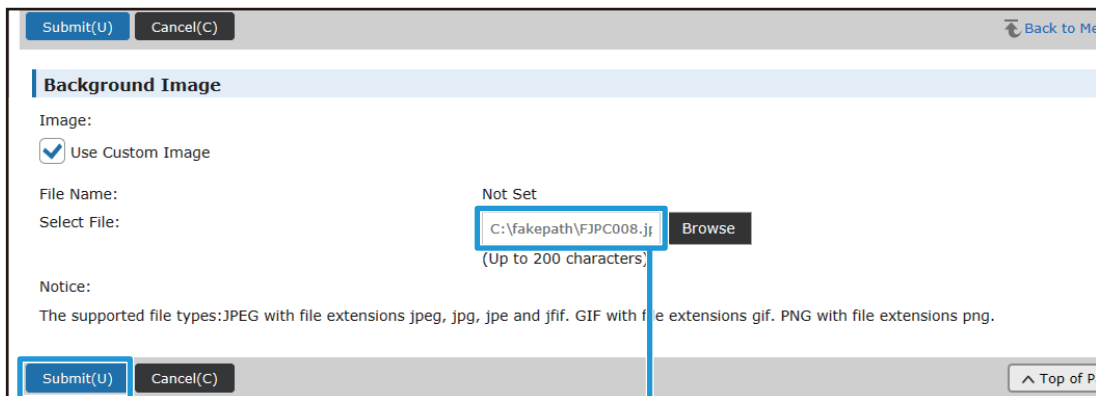 Submit(U) Cancel(C) Back to Me
Background Image
Image:
Use Custom Image
File Name: Not Set
Select File: C:\fakepath\FJPC008.jp Browse
(Up to 200 characters)
Notice:
The supported file types:JPEG with file extensions jpeg, jpg, jpe and jfif. GIF with file extensions gif. PNG with file extensions png.
Submit(U) Cancel(C) Top of P